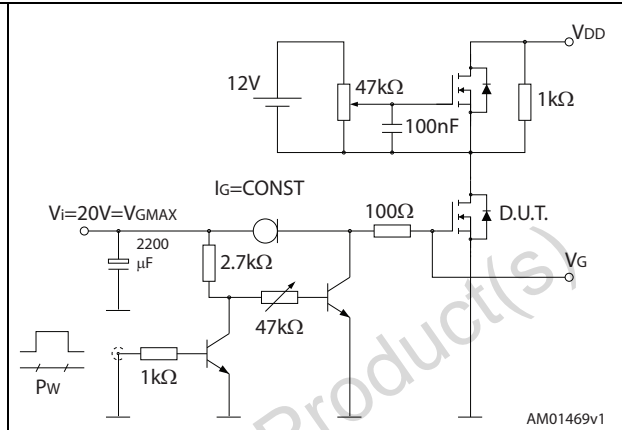 VDD
12V
47kΩ
1kΩ
100nF
IG=CONST
Vi=20V=VGMAX
100Ω
D.U.T.
2200
μF
2.7kΩ
VG
47kΩ
1kΩ
PW
Product(s)
AM01469v1